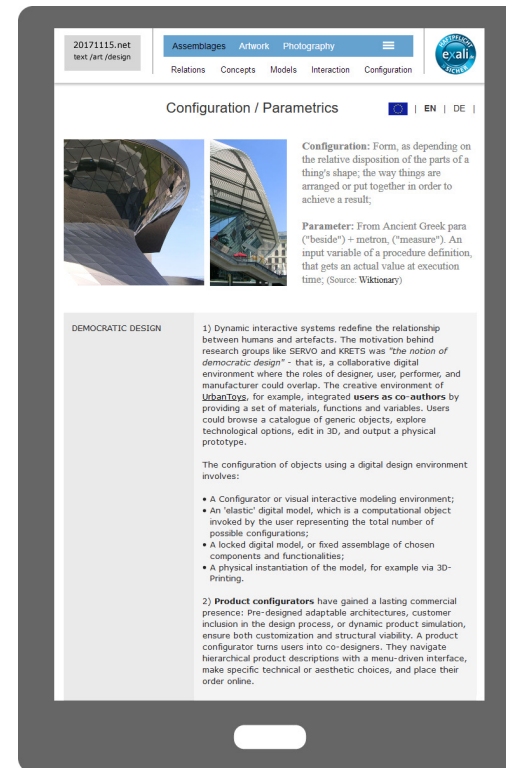 20171115.net
text /art /design
Assemblages Artwork Photography
Relations Concepts Models Interaction Configuration
HAFTPFLICHT
exali
SICHER
Configuration / Parametrics
| EN | DE |
Configuration: Form, as depending on
the relative disposition of the parts of a
thing's shape; the way things are
arranged or put together in order to
achieve a result;
Parameter: From Ancient Greek para
("beside") + metron, ("measure"). An
input variable of a procedure definition,
that gets an actual value at execution
time; (Source: Wiktionary)
DEMOCRATIC DESIGN
1) Dynamic interactive systems redefine the relationship
between humans and artefacts. The motivation behind
research groups like SERVO and KRETS was "the notion of
democratic design" - that is, a collaborative digital
environment where the roles of designer, user, performer, and
manufacturer could overlap. The creative environment of
UrbanToys, for example, integrated users as co-authors by
providing a set of materials, functions and variables. Users
could browse a catalogue of generic objects, explore
technological options, edit in 3D, and output a physical
prototype.
The configuration of objects using a digital design environment
involves:
• A Configurator or visual interactive modeling environment;
• An 'elastic' digital model, which is a computational object
invoked by the user representing the total number of
possible configurations;
• A locked digital model, or fixed assemblage of chosen
components and functionalities;
• A physical instantiation of the model, for example via 3D-
Printing.
2) Product configurators have gained a lasting commercial
presence: Pre-designed adaptable architectures, customer
inclusion in the design process, or dynamic product simulation,
ensure both customization and structural viability. A product
configurator turns users into co-designers. They navigate
hierarchical product descriptions with a menu-driven interface,
make specific technical or aesthetic choices, and place their
order online.